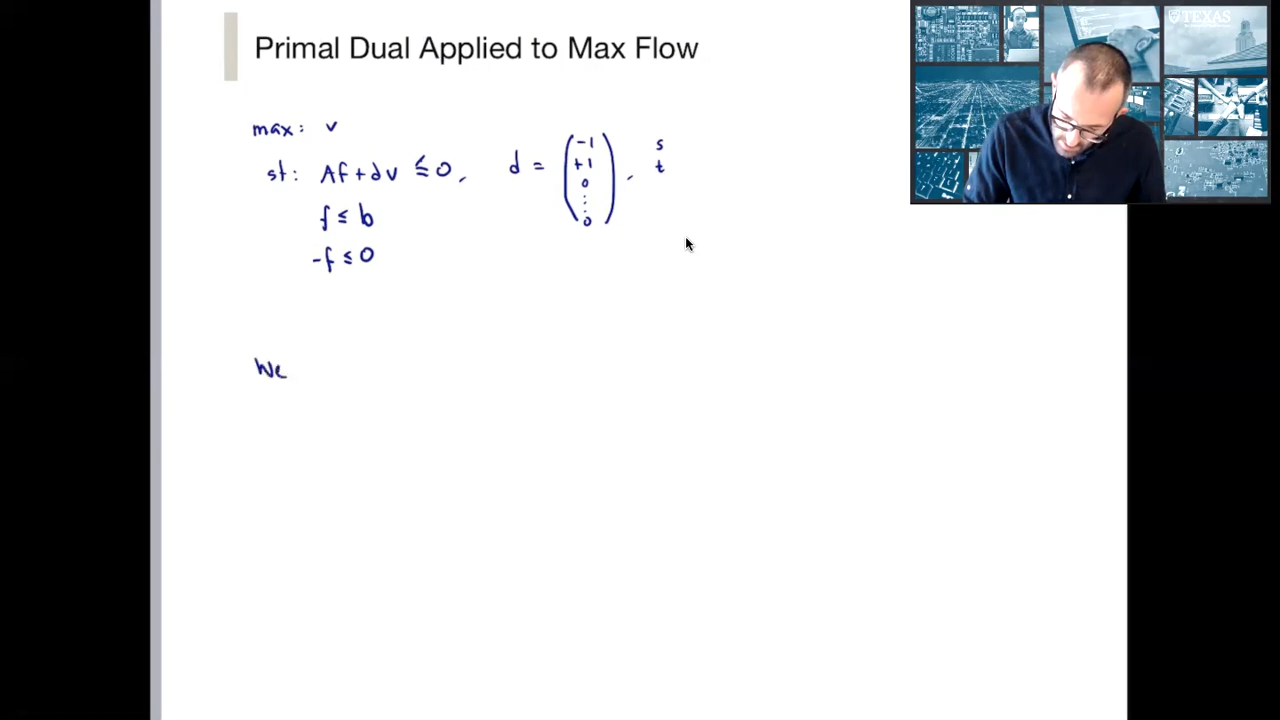 Primal Dual Applied to Max Flow
max: v
st: Af + dv ≦ 0, d = (-1 +1 0 ⋮ 0), s t
f ≤ b
-f ≤ 0
We
TEXAS